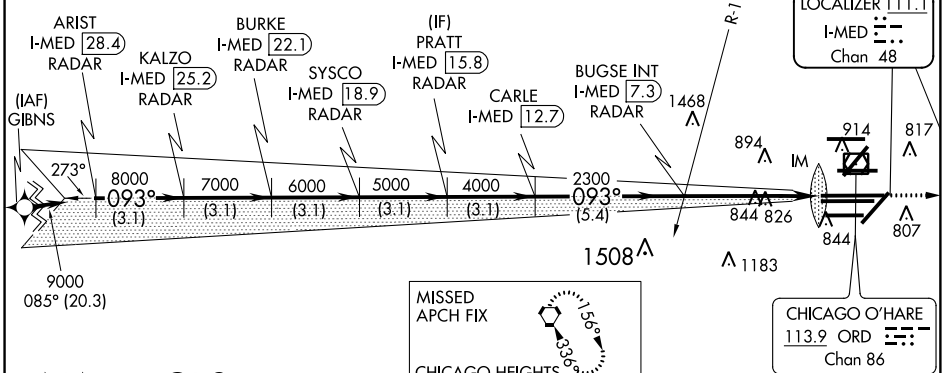 ARIST
I-MED 28.4
RADAR
KALZO
I-MED 25.2
RADAR
BURKE
I-MED 22.1
RADAR
SYSCO
I-MED 18.9
RADAR
(IF)
PRATT
I-MED 15.8
RADAR
CARLE
I-MED 12.7
BUGSE INT
I-MED 7.3
RADAR
R-1
LOCALIZER 111.1
I-MED
Chan 48
(IAF)
GIBNS
273°
8000
093°
(3.1)
7000
(3.1)
6000
(3.1)
5000
(3.1)
4000
(3.1)
2300
093°
(5.4)
1468
894
IM
914
817
844
826
844
807
1508
1183
9000
085° (20.3)
MISSED
APCH FIX
156°
336°
CHICAGO HEIGHTS
CHICAGO O'HARE
113.9 ORD
Chan 86